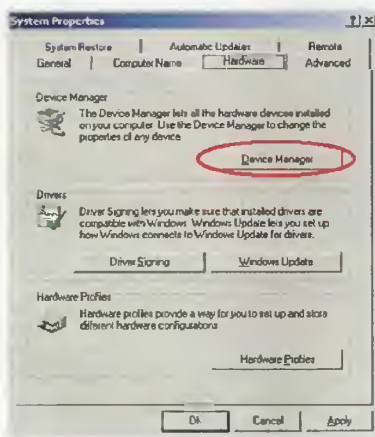 System Properties ? X
System Restore Automatic Updates Remote
General Computer Name Hardware Advanced
Device Manager
The Device Manager lists all the hardware devices installed
on your computer. Use the Device Manager to change the
properties of any device.
Device Manager
Drivers
Driver Signing lets you make sure that installed drivers are
compatible with Windows. Windows Update lets you set up
how Windows connects to Windows Update for drivers.
Driver Signing Windows Update
Hardware Profiles
Hardware profiles provide a way for you to set up and store
different hardware configurations.
Hardware Profiles
OK Cancel Apply